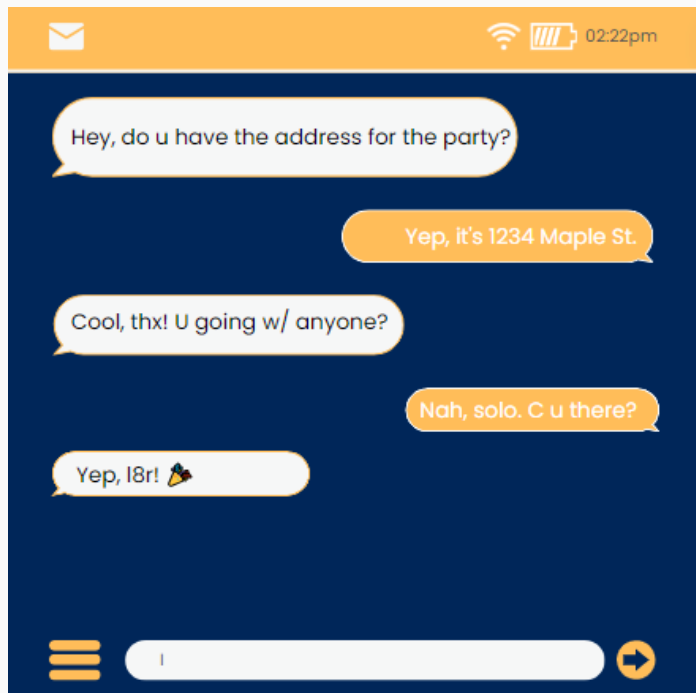 02:22pm
Hey, do u have the address for the party?
Yep, it's 1234 Maple St.
Cool, thx! U going w/ anyone?
Nah, solo. C u there?
Yep, l8r! 🎉